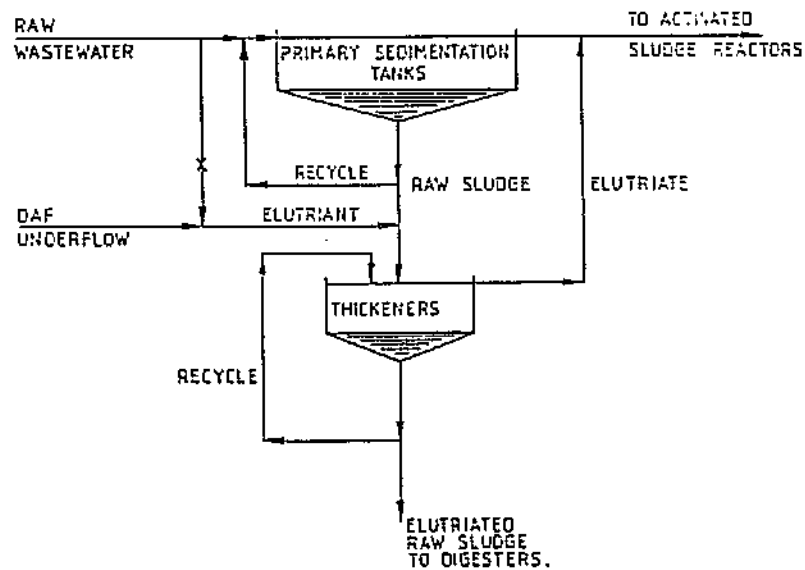 RAW
WASTEWATER
TO ACTIVATED
SLUDGE REACTORS
PRIMARY SEDIMENTATION
TANKS
RECYCLE
RAW SLUDGE
ELUTRIATE
DAF
UNDERFLOW
ELUTRIANT
THICKENERS
RECYCLE
ELUTRIATED
RAW SLUDGE
TO DIGESTERS.